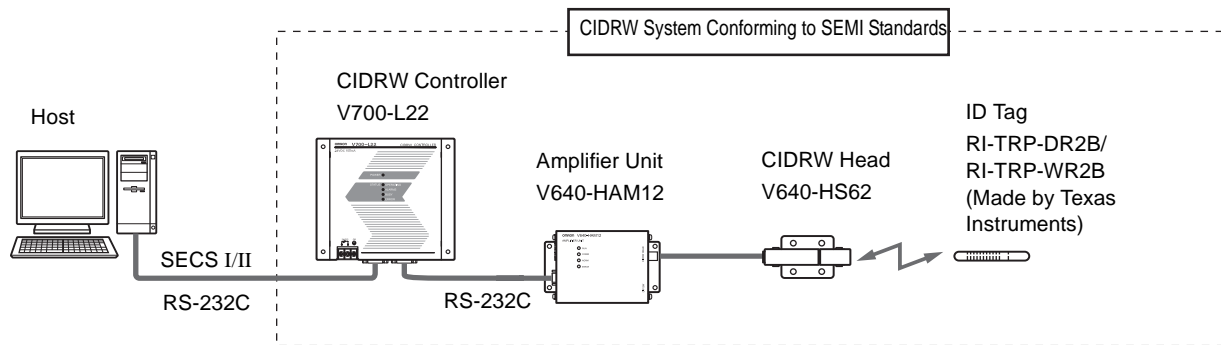 CIDRW System Conforming to SEMI Standards
CIDRW Controller
V700-L22
Host
ID Tag
RI-TRP-DR2B/
RI-TRP-WR2B
(Made by Texas
Instruments)
Amplifier Unit
V640-HAM12
CIDRW Head
V640-HS62
SECS I/II
RS-232C
RS-232C